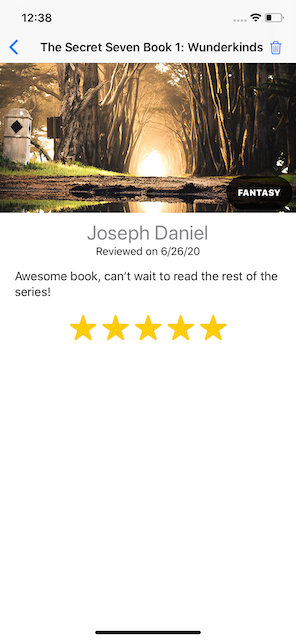 12:38
The Secret Seven Book 1: Wunderkinds
FANTASY
Joseph Daniel
Reviewed on 6/26/20
Awesome book, can’t wait to read the rest of the
series!